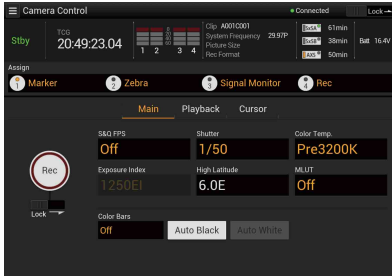 Camera Control
Connected
Lock
Stby
TCG
20:49:23.04
1 2 3 4
Clip A001C001
System Frequency 29.97P
Picture Size
Rec Format
SxSA 61min
SxSB 38min
AXS 50min
Batt 16.4V
Assign
1 Marker
2 Zebra
3 Signal Monitor
4 Rec
Main Playback Cursor
Rec
Lock
S&Q FPS
Off
Shutter
1/50
Color Temp.
Pre3200K
Exposure Index
1250EI
High Latitude
6.0E
MLUT
Off
Color Bars
Off
Auto Black
Auto White